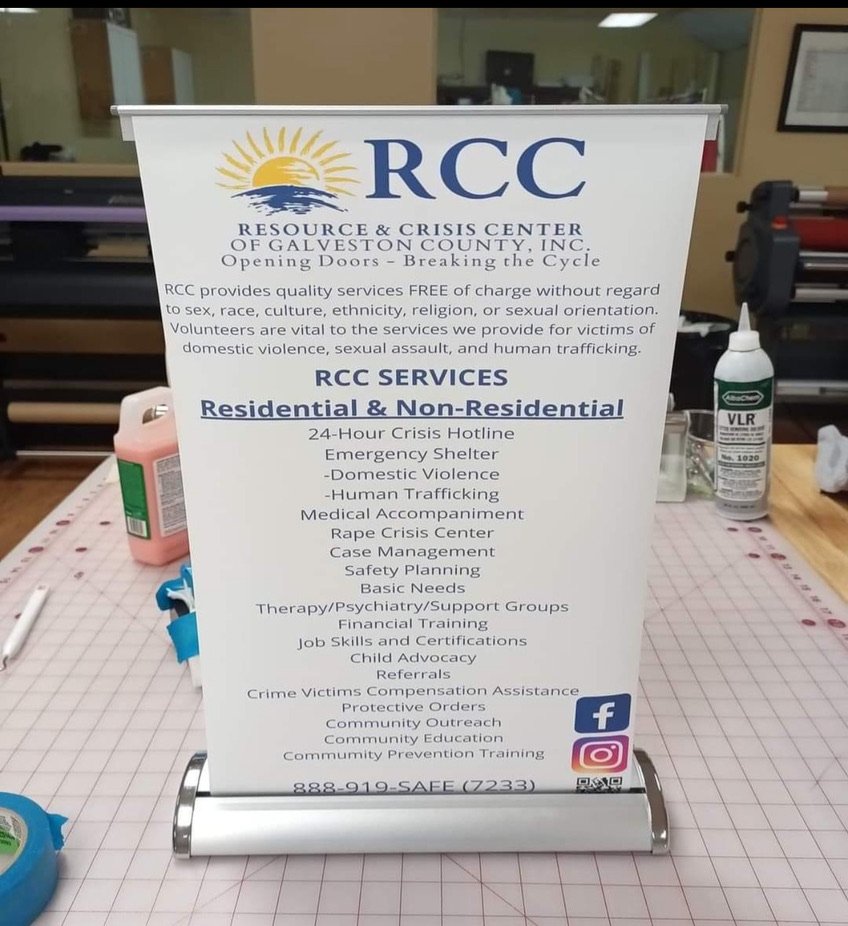 RCC
RESOURCE & CRISIS CENTER
OF GALVESTON COUNTY, INC.
Opening Doors – Breaking the Cycle
RCC provides quality services FREE of charge without regard
to sex, race, culture, ethnicity, religion, or sexual orientation.
Volunteers are vital to the services we provide for victims of
domestic violence, sexual assault, and human trafficking.
RCC SERVICES
Residential & Non-Residential
24-Hour Crisis Hotline
Emergency Shelter
-Domestic Violence
-Human Trafficking
Medical Accompaniment
Rape Crisis Center
Case Management
Safety Planning
Basic Needs
Therapy/Psychiatry/Support Groups
Financial Training
Job Skills and Certifications
Child Advocacy
Referrals
Crime Victims Compensation Assistance
Protective Orders
Community Outreach
Community Education
Commumity Prevention Training
888-919-SAFE (7233)
AlbaChem
VLR
No. 1020